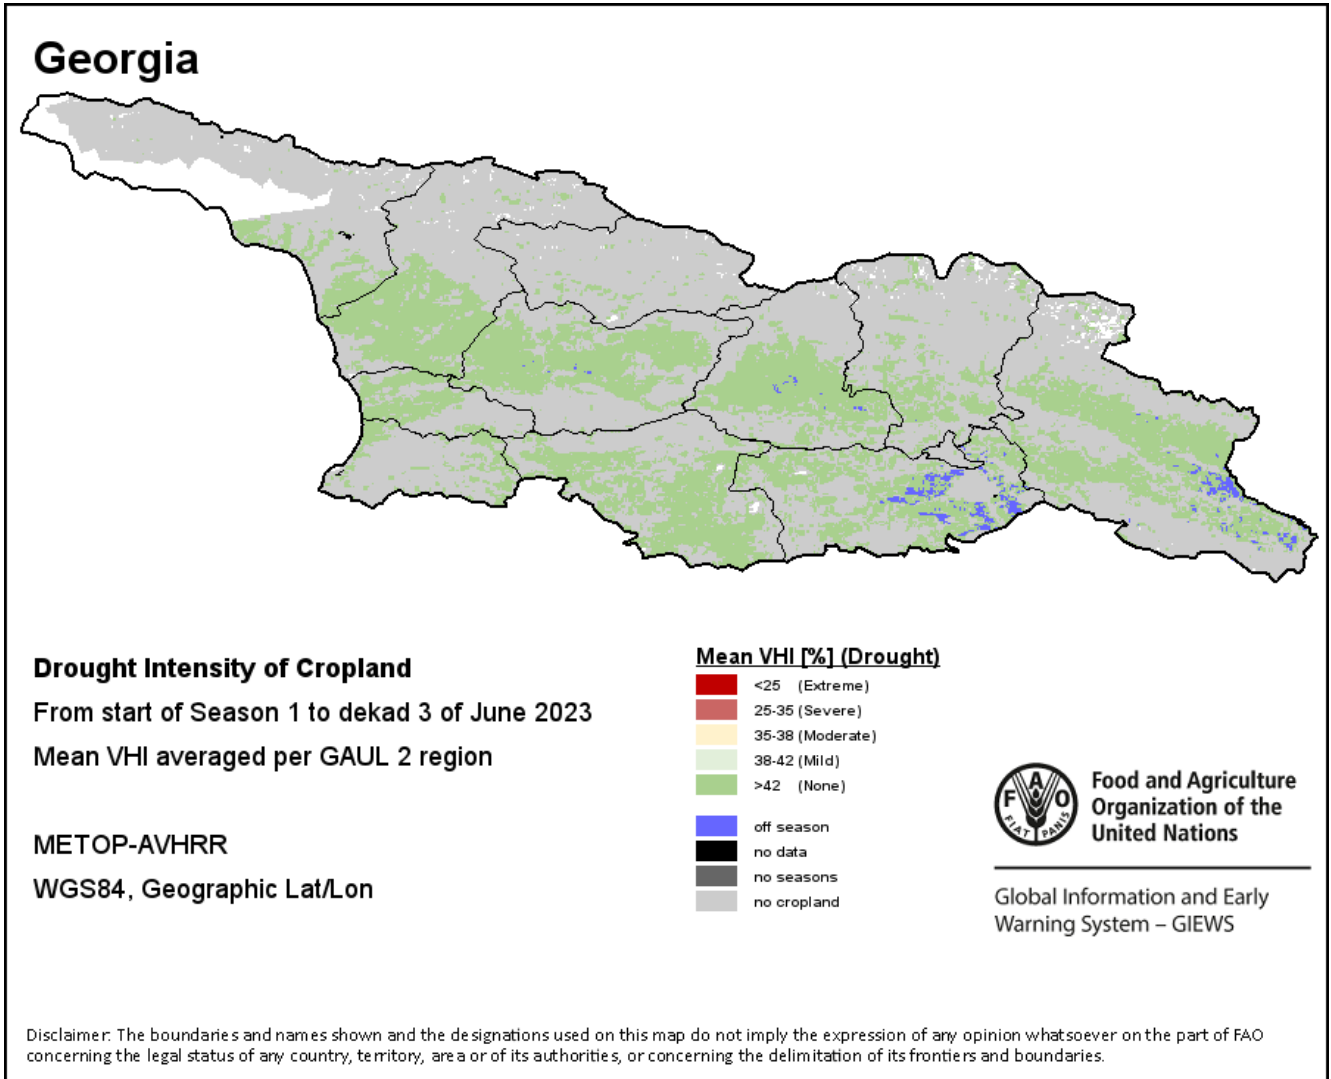 Georgia
Drought Intensity of Cropland
From start of Season 1 to dekad 3 of June 2023
Mean VHI averaged per GAUL 2 region
METOP-AVHRR
WGS84, Geographic Lat/Lon
Mean VHI [%] (Drought)
<25 (Extreme)
25-35 (Severe)
35-38 (Moderate)
38-42 (Mild)
>42 (None)
off season
no data
no seasons
no cropland
F A O
FIAT PANIS
Food and Agriculture
Organization of the
United Nations
Global Information and Early
Warning System – GIEWS
Disclaimer: The boundaries and names shown and the designations used on this map do not imply the expression of any opinion whatsoever on the part of FAO
concerning the legal status of any country, territory, area or of its authorities, or concerning the delimitation of its frontiers and boundaries.